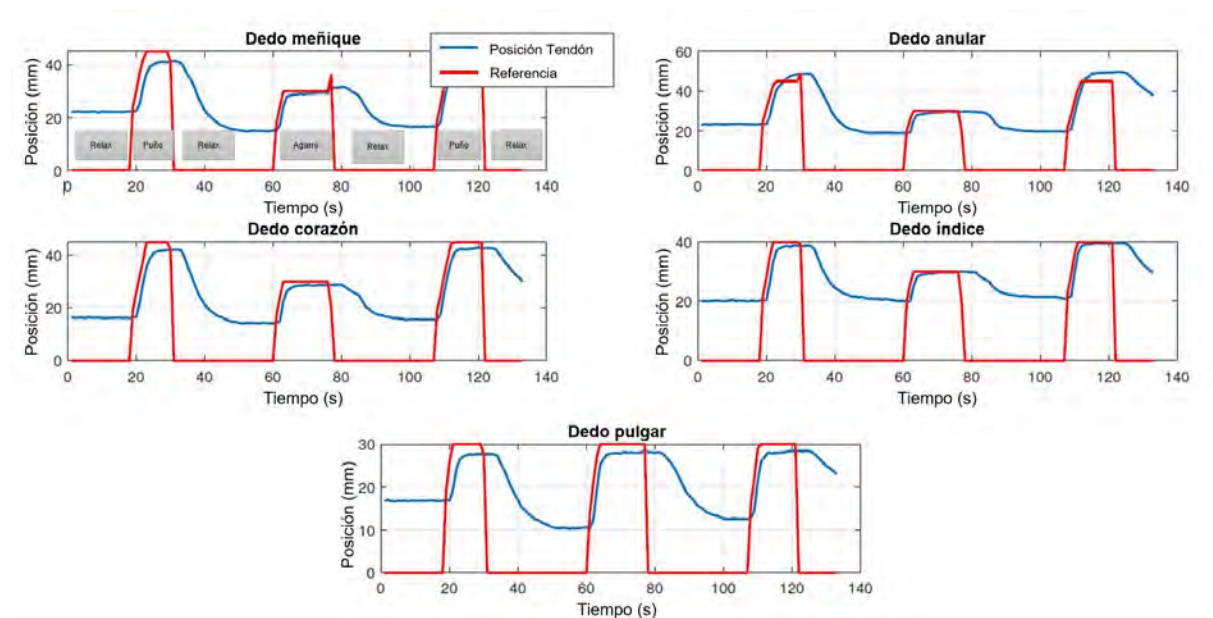 Dedo meñique
Posición (mm)
40
20
0
Relax
Puño
Relax
Agarre
Relax
Puño
Relax
0 20 40 60 80 100 120 140
Tiempo (s)
Posición Tendón
Referencia
Dedo anular
Posición (mm)
60
40
20
0
0 20 40 60 80 100 120 140
Tiempo (s)
Dedo corazón
Posición (mm)
40
20
0
0 20 40 60 80 100 120 140
Tiempo (s)
Dedo índice
Posición (mm)
40
20
0
0 20 40 60 80 100 120 140
Tiempo (s)
Dedo pulgar
Posición (mm)
30
20
10
0
0 20 40 60 80 100 120 140
Tiempo (s)